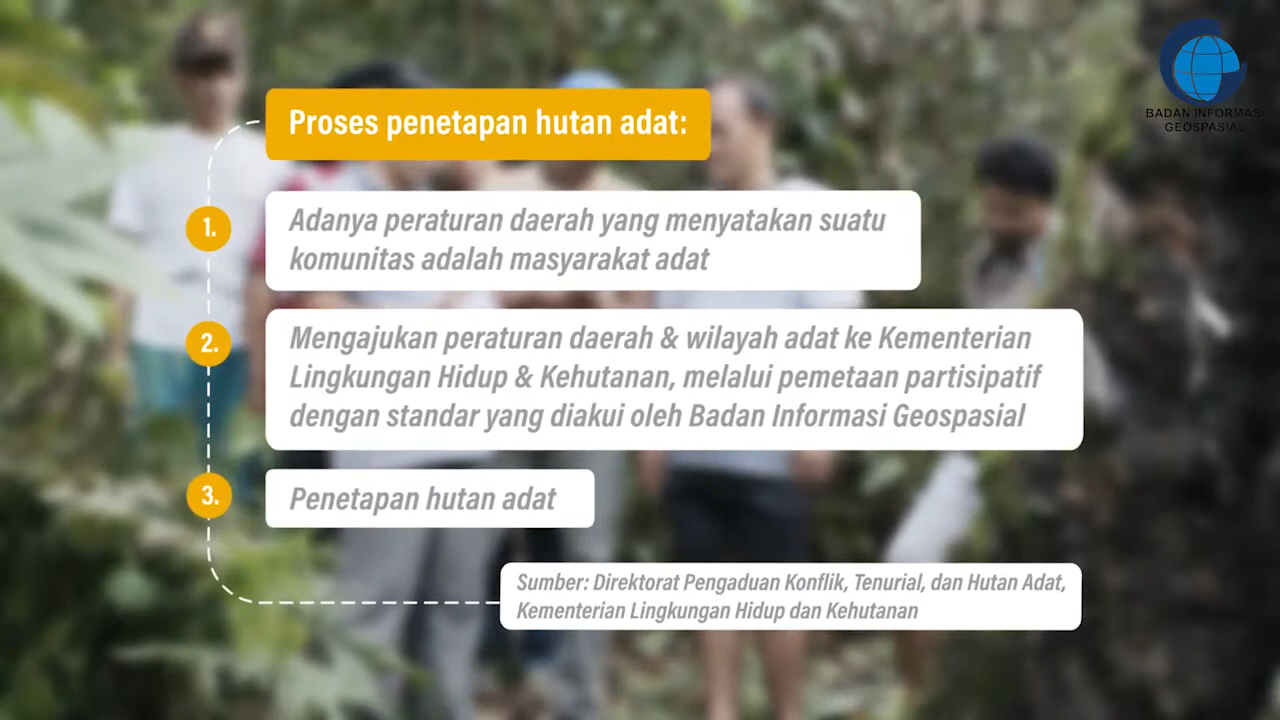 BADAN INFORMASI
GEOSPASIAL
Proses penetapan hutan adat:
1.
Adanya peraturan daerah yang menyatakan suatu
komunitas adalah masyarakat adat
2.
Mengajukan peraturan daerah & wilayah adat ke Kementerian
Lingkungan Hidup & Kehutanan, melalui pemetaan partisipatif
dengan standar yang diakui oleh Badan Informasi Geospasial
3.
Penetapan hutan adat
Sumber: Direktorat Pengaduan Konflik, Tenurial, dan Hutan Adat,
Kementerian Lingkungan Hidup dan Kehutanan